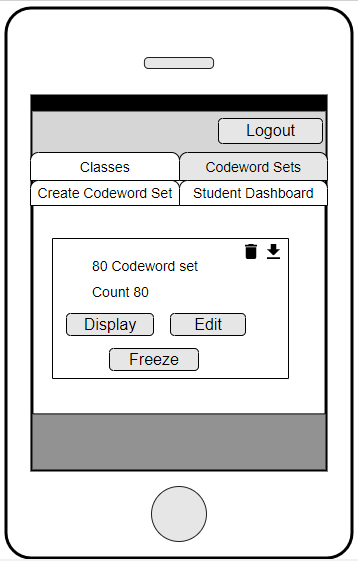 Logout
Classes Codeword Sets
Create Codeword Set Student Dashboard
80 Codeword set
Count 80
Display Edit
Freeze